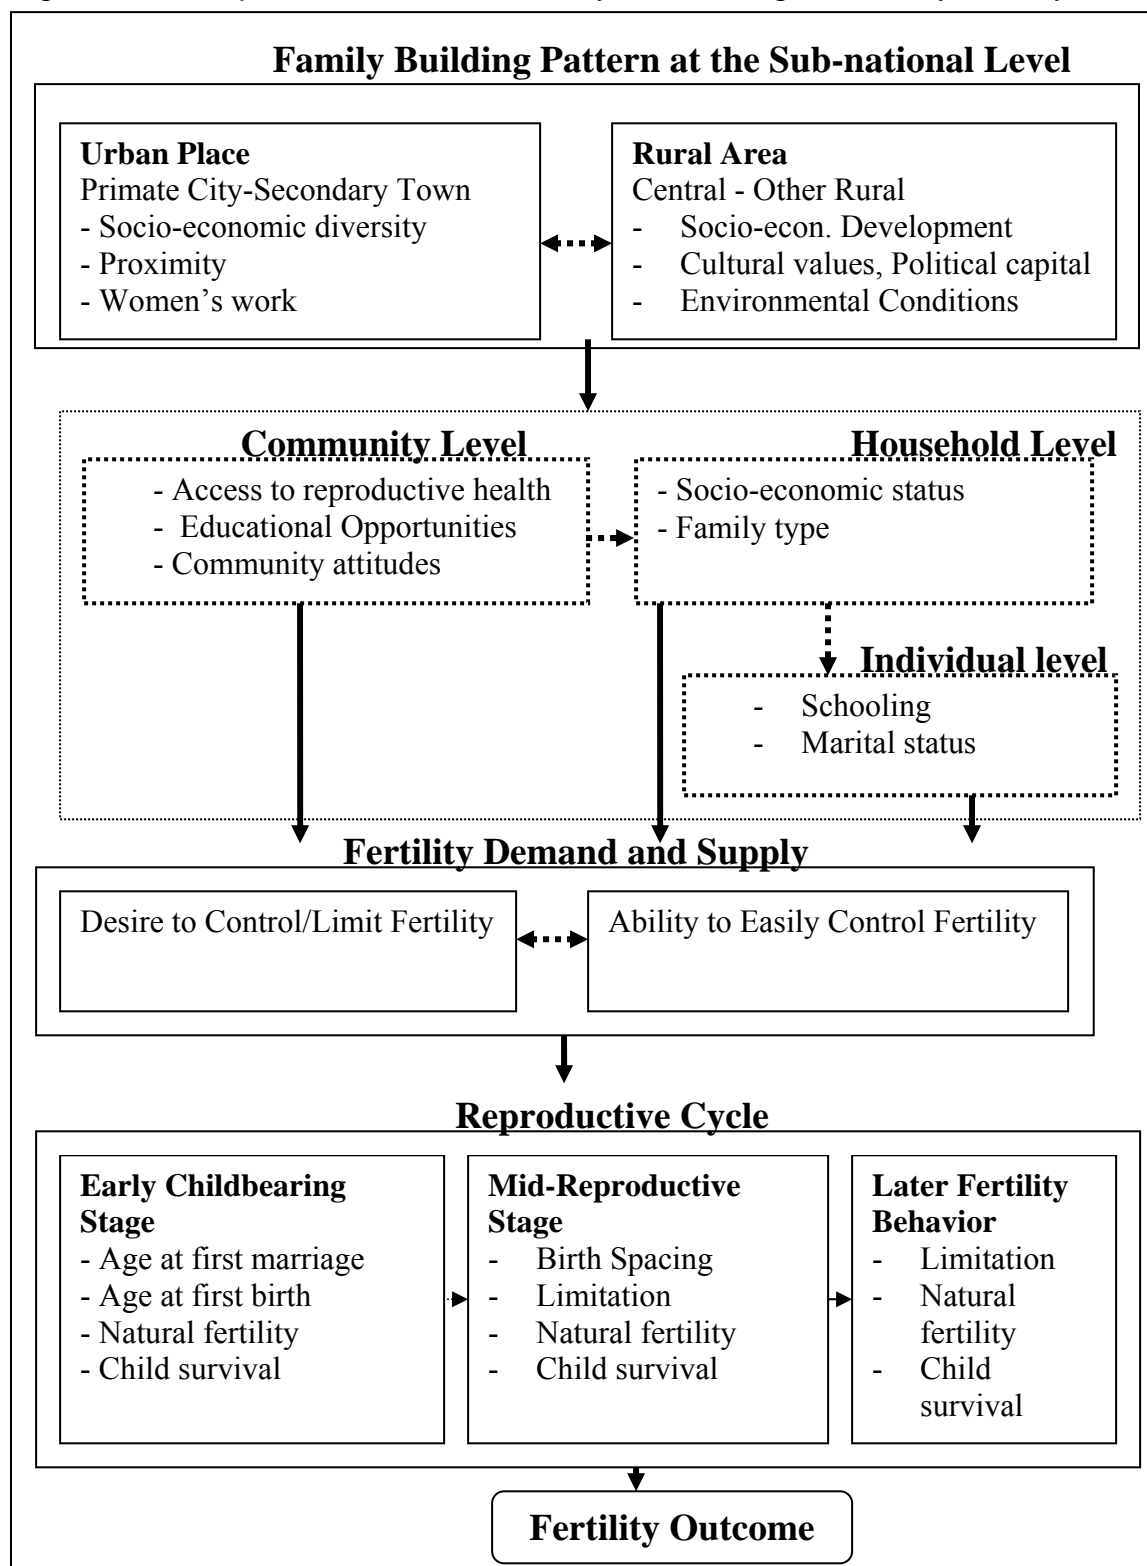 Family Building Pattern at the Sub-national Level
Urban Place
Primate City-Secondary Town
- Socio-economic diversity
- Proximity
- Women's work
Rural Area
Central - Other Rural
- Socio-econ. Development
- Cultural values, Political capital
- Environmental Conditions
Community Level
- Access to reproductive health
- Educational Opportunities
- Community attitudes
Household Level
- Socio-economic status
- Family type
Individual level
- Schooling
- Marital status
Fertility Demand and Supply
Desire to Control/Limit Fertility
Ability to Easily Control Fertility
Reproductive Cycle
Early Childbearing
Stage
- Age at first marriage
- Age at first birth
- Natural fertility
- Child survival
Mid-Reproductive
Stage
- Birth Spacing
- Limitation
- Natural fertility
- Child survival
Later Fertility
Behavior
- Limitation
- Natural
fertility
- Child
survival
Fertility Outcome